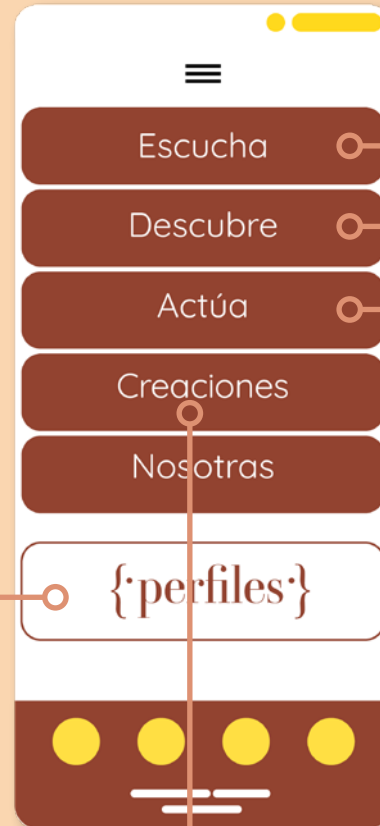 Escucha
Descubre
Actúa
Creaciones
Nosotras
{·perfiles·}